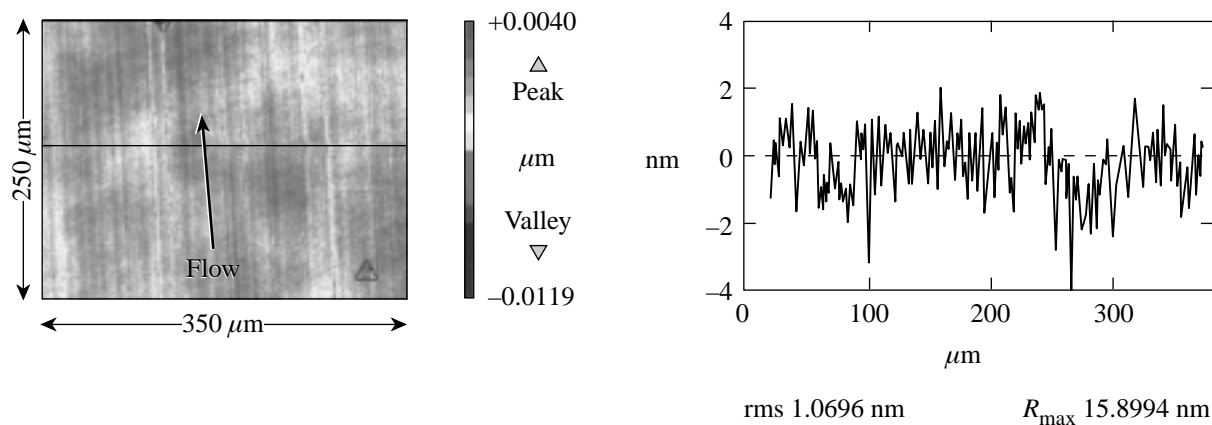 250 μm
Flow
350 μm
+0.0040
Peak
μm
Valley
–0.0119
4
2
nm
0
–2
–4
0
100
200
300
μm
rms 1.0696 nm
Rmax 15.8994 nm